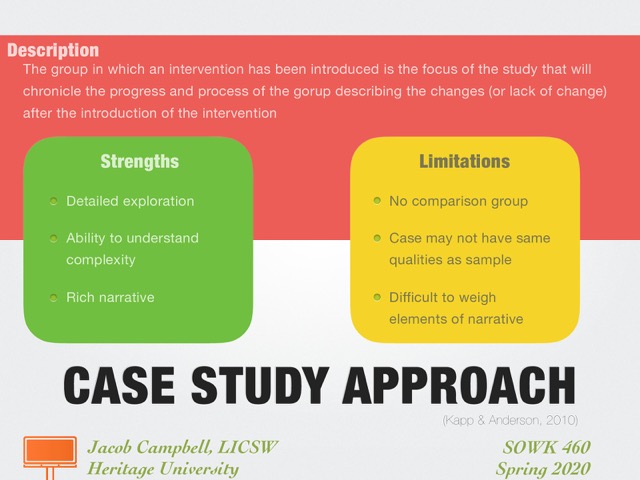 Description
The group in which an intervention has been introduced is the focus of the study that will
chronicle the progress and process of the gorup describing the changes (or lack of change)
after the introduction of the intervention
Strengths
Detailed exploration
Ability to understand
complexity
Rich narrative
Limitations
No comparison group
Case may not have same
qualities as sample
Difficult to weigh
elements of narrative
CASE STUDY APPROACH
(Kapp & Anderson, 2010)
Jacob Campbell, LICSW
Heritage University
SOWK 460
Spring 2020